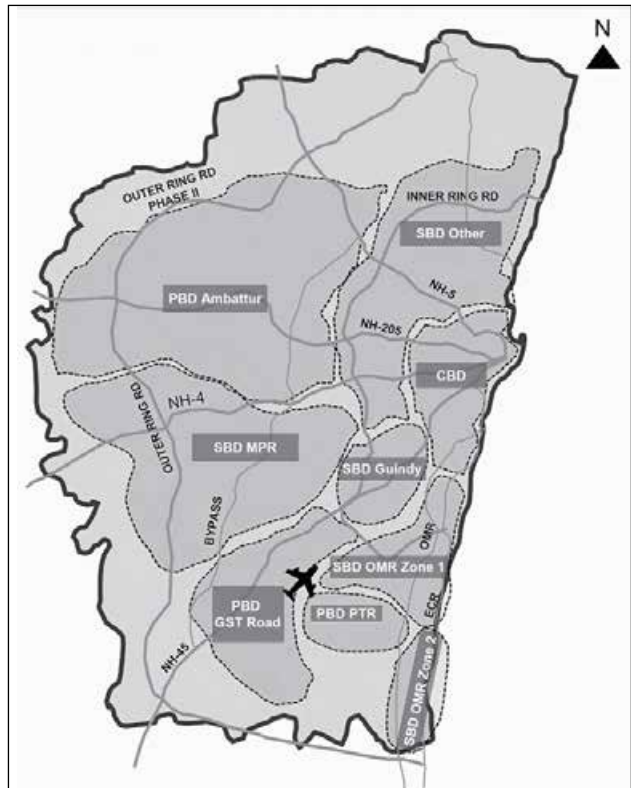 N
OUTER RING RD
PHASE II
INNER RING RD
SBD Other
NH-5
PBD Ambattur
NH-205
CBD
NH-4
OUTER RING RD
SBD MPR
SBD Guindy
BYPASS
OMR
SBD OMR Zone 1
PBD
GST Road
PBD PTR
ECR
NH-45
SBD OMR Zone 2